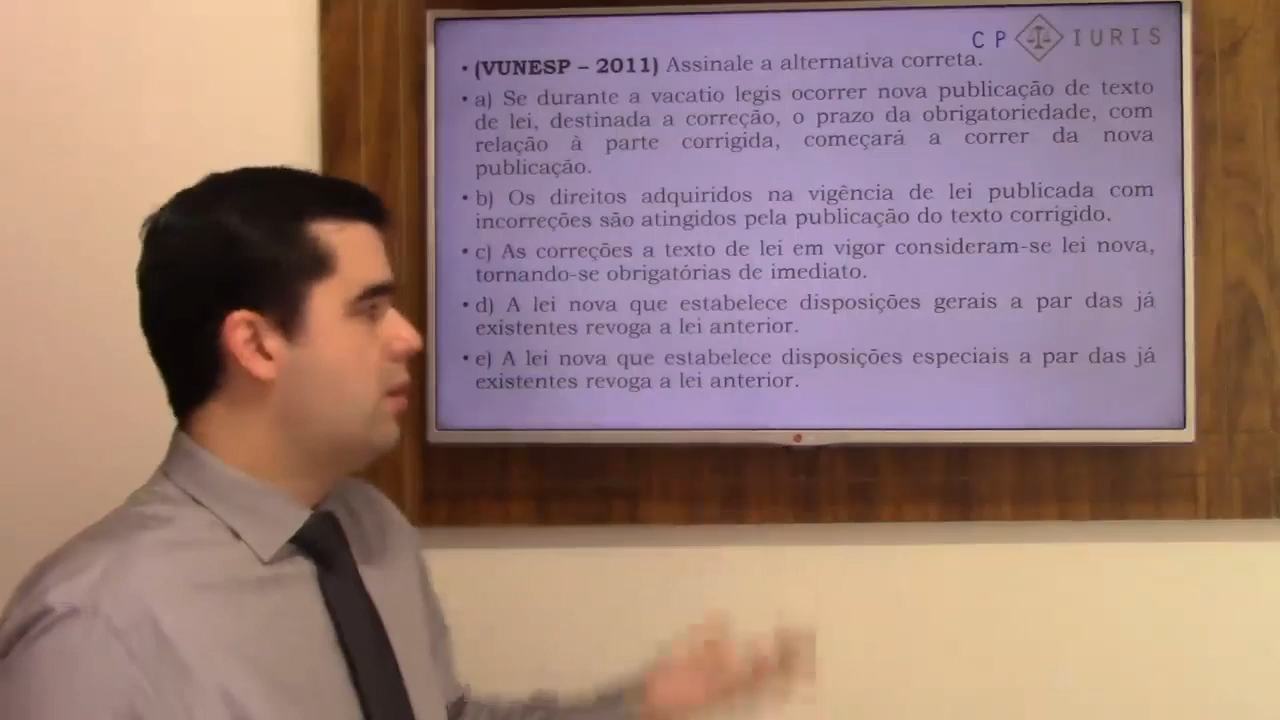 CP IURIS
• (VUNESP – 2011) Assinale a alternativa correta.
• a) Se durante a vacatio legis ocorrer nova publicação de texto
de lei, destinada a correção, o prazo da obrigatoriedade, com
relação à parte corrigida, começará a correr da nova
publicação.
• b) Os direitos adquiridos na vigência de lei publicada com
incorreções são atingidos pela publicação do texto corrigido.
• c) As correções a texto de lei em vigor consideram-se lei nova,
tornando-se obrigatórias de imediato.
• d) A lei nova que estabelece disposições gerais a par das já
existentes revoga a lei anterior.
• e) A lei nova que estabelece disposições especiais a par das já
existentes revoga a lei anterior.